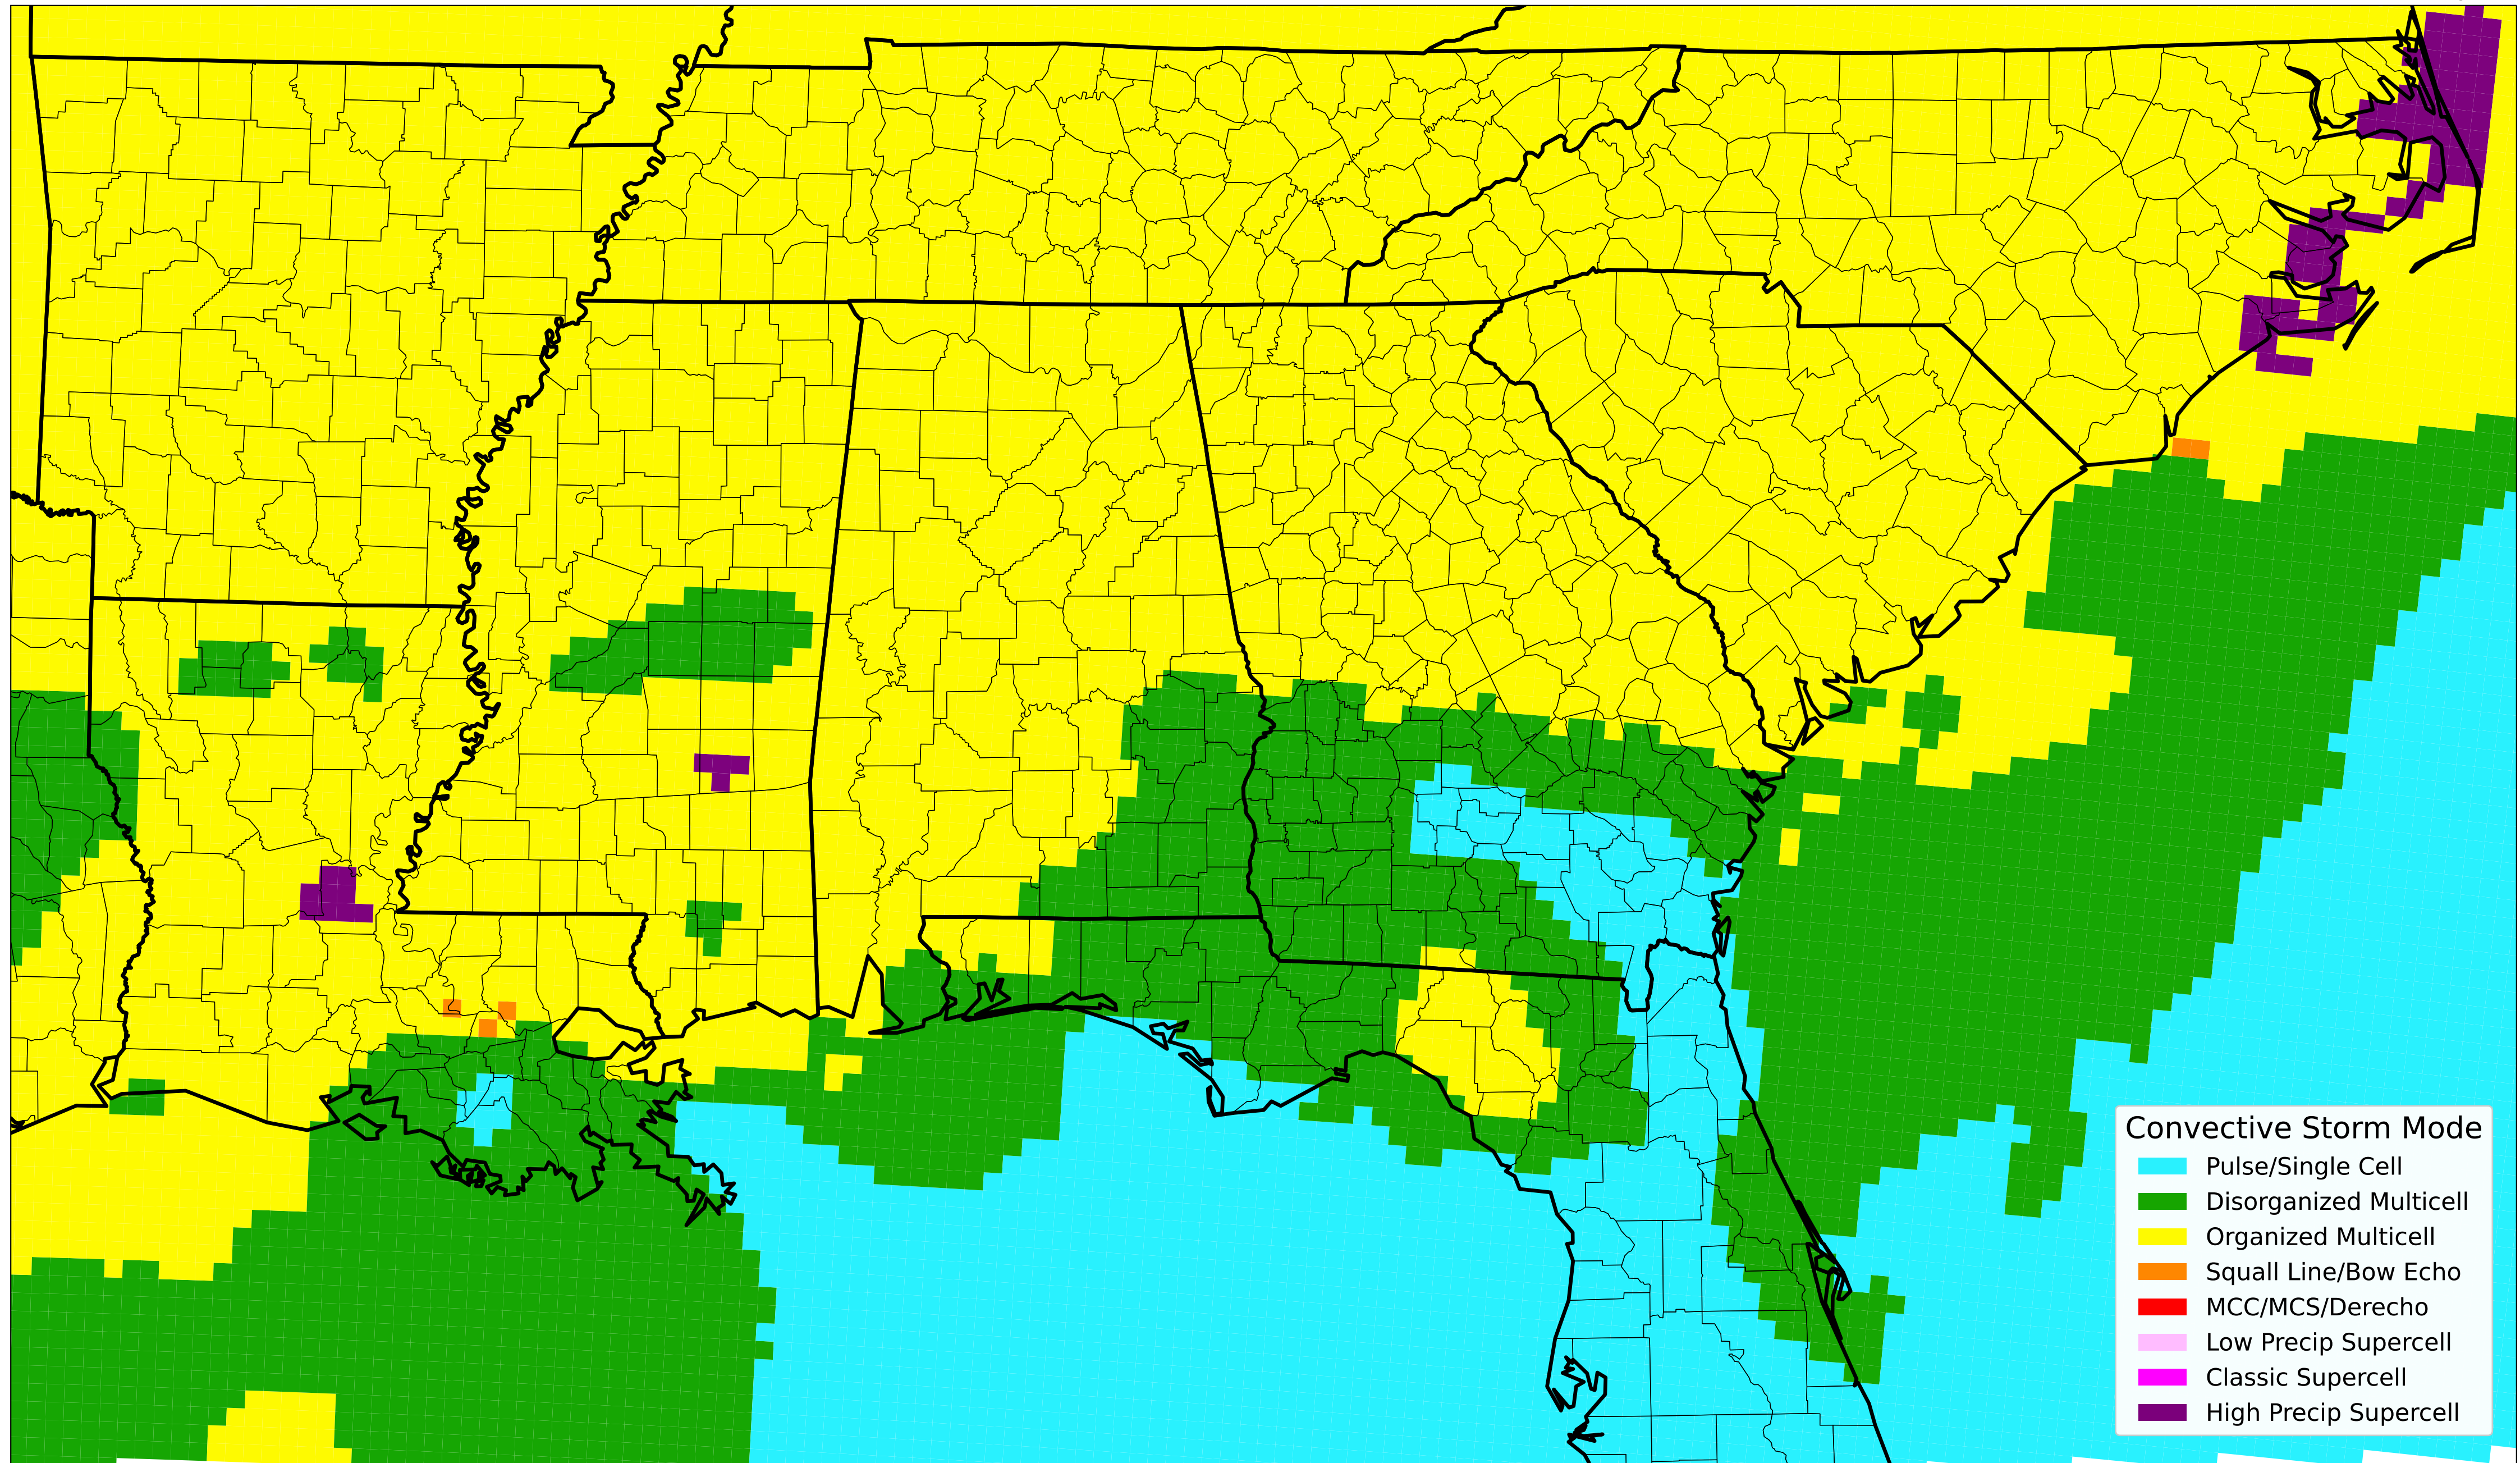 Convective Storm Mode
Pulse/Single Cell
Disorganized Multicell
Organized Multicell
Squall Line/Bow Echo
MCC/MCS/Derecho
Low Precip Supercell
Classic Supercell
High Precip Supercell